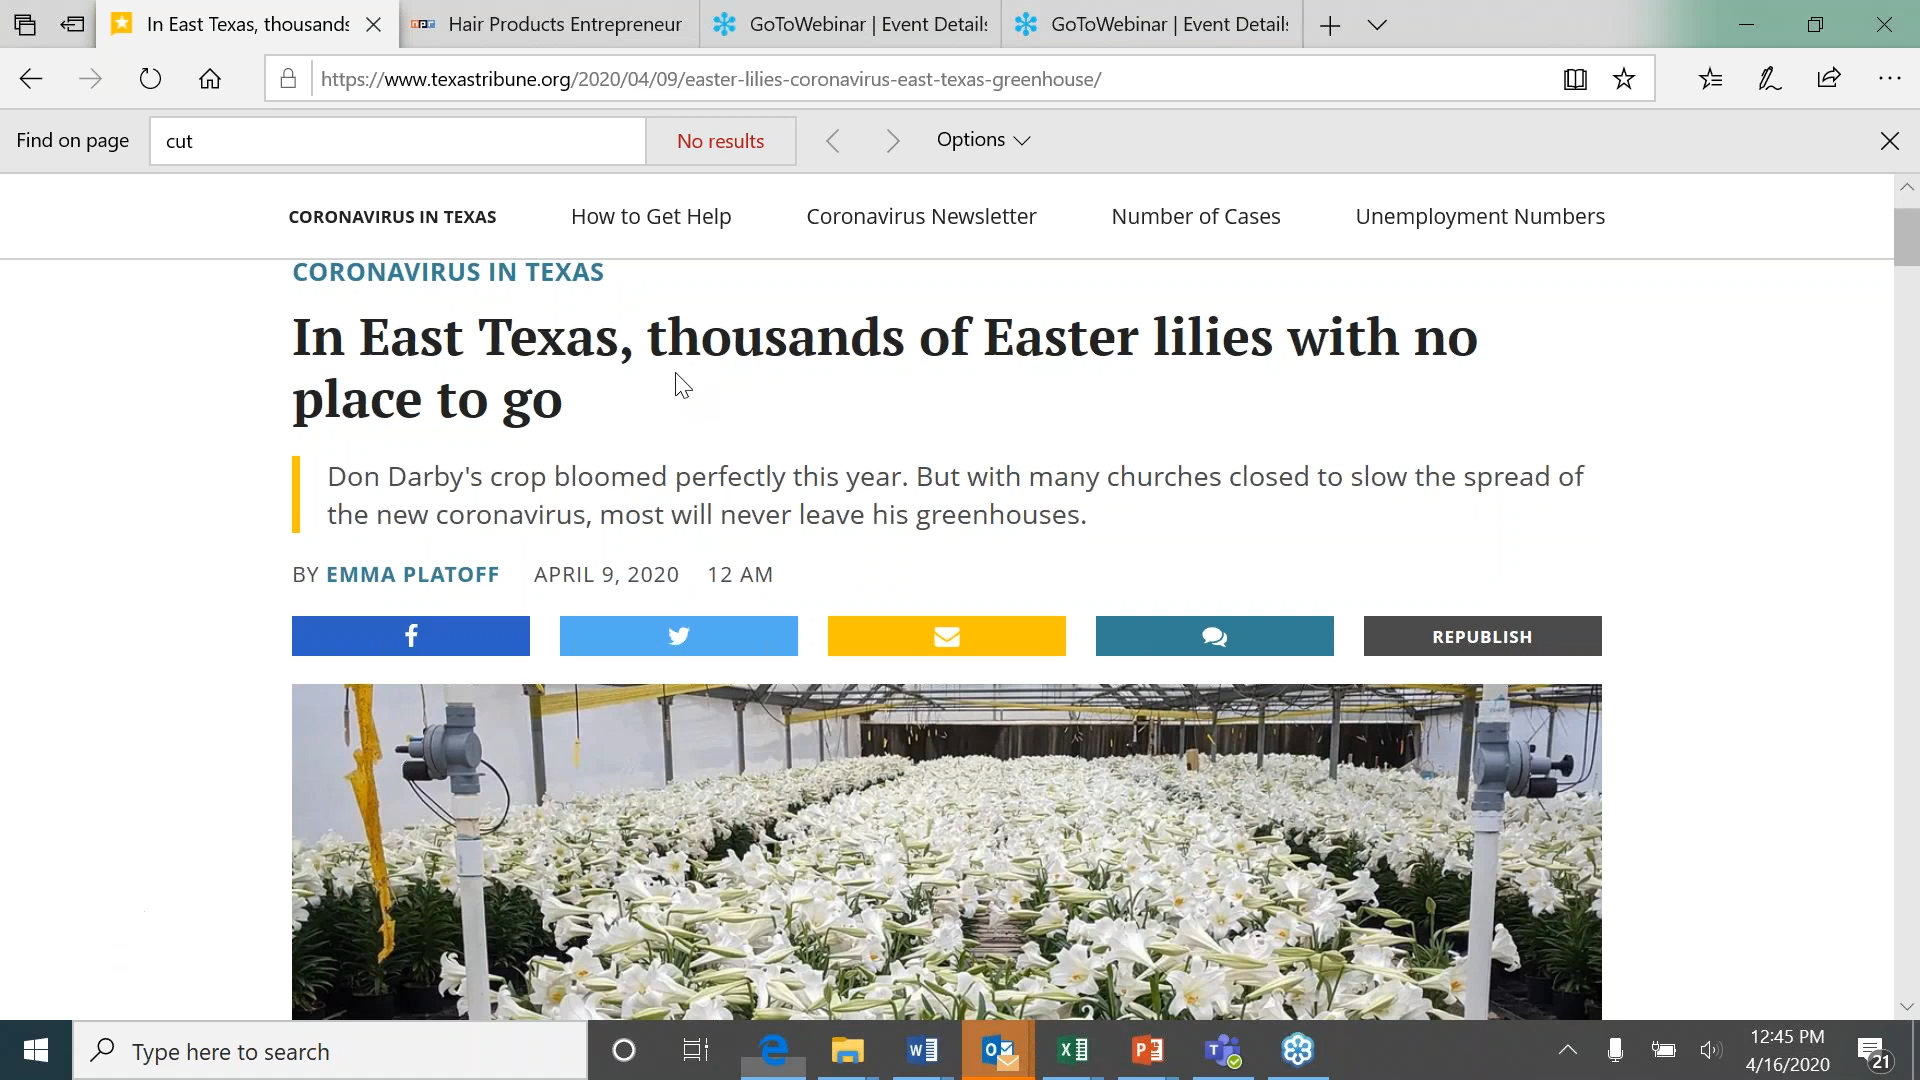 In East Texas, thousands
npr Hair Products Entrepreneur
GoToWebinar | Event Details
GoToWebinar | Event Details
https://www.texastribune.org/2020/04/09/easter-lilies-coronavirus-east-texas-greenhouse/
Find on page
cut
No results
Options
CORONAVIRUS IN TEXAS
How to Get Help
Coronavirus Newsletter
Number of Cases
Unemployment Numbers
CORONAVIRUS IN TEXAS
In East Texas, thousands of Easter lilies with no
place to go
Don Darby's crop bloomed perfectly this year. But with many churches closed to slow the spread of
the new coronavirus, most will never leave his greenhouses.
BY EMMA PLATOFF APRIL 9, 2020 12 AM
REPUBLISH
Type here to search
12:45 PM
4/16/2020
21